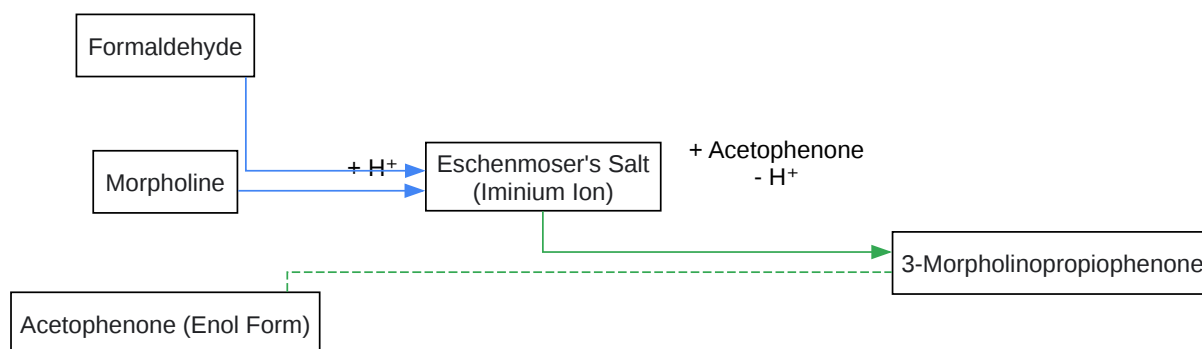 Formaldehyde
Morpholine
+ H⁺
Eschenmoser's Salt
(Iminium Ion)
+ Acetophenone
- H⁺
3-Morpholinopropiophenone
Acetophenone (Enol Form)